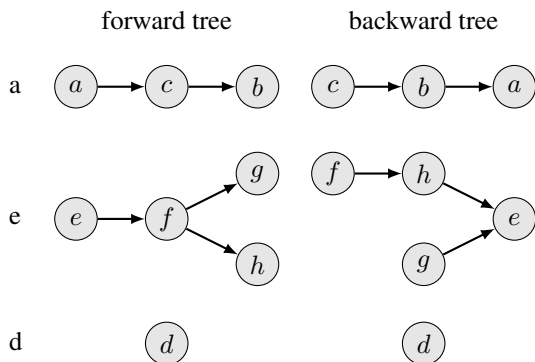 forward tree backward tree
a a c b c b a
g f h
e e f e
h g
d d d